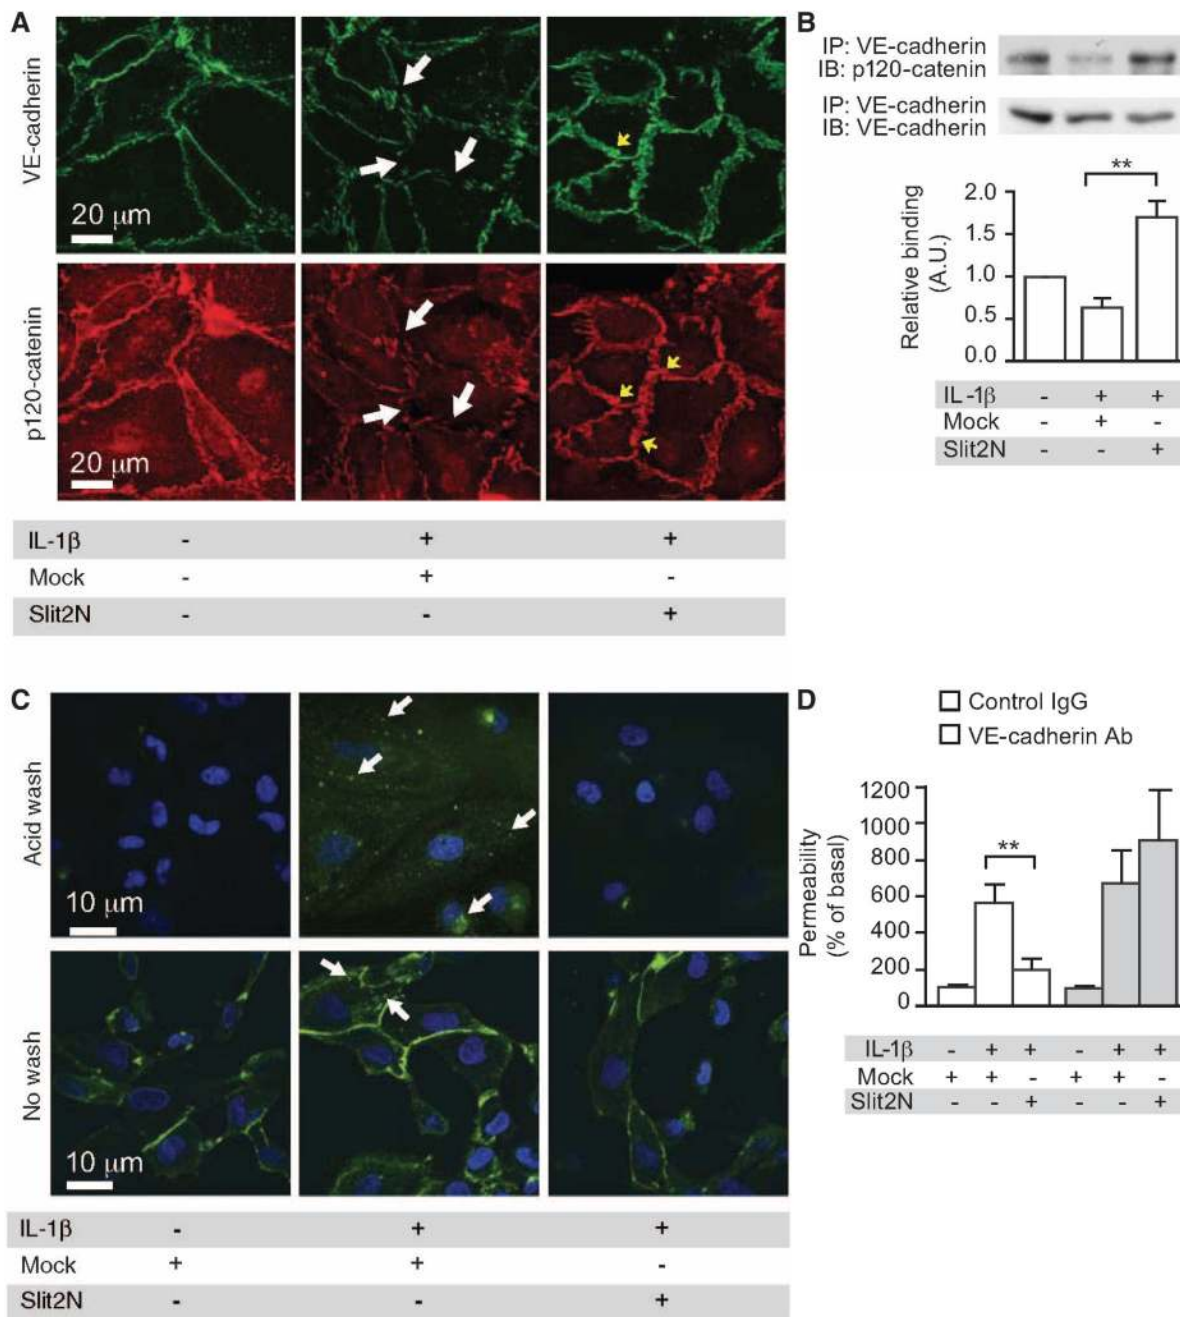 A
VE-cadherin
20 μm
p120-catenin
20 μm
IL-1β - + +
Mock - + -
Slit2N - - +
B
IP: VE-cadherin
IB: p120-catenin
IP: VE-cadherin
IB: VE-cadherin
**
Relative binding
(A.U.)
2.0
1.5
1.0
0.5
0.0
IL-1β - + +
Mock - + -
Slit2N - - +
C
Acid wash
10 μm
No wash
10 μm
IL-1β - + +
Mock + + -
Slit2N - - +
D
Control IgG
VE-cadherin Ab
Permeability
(% of basal)
1200
1000
800
600
400
200
0
**
IL-1β - + + - + +
Mock + + - + + -
Slit2N - - + - - +